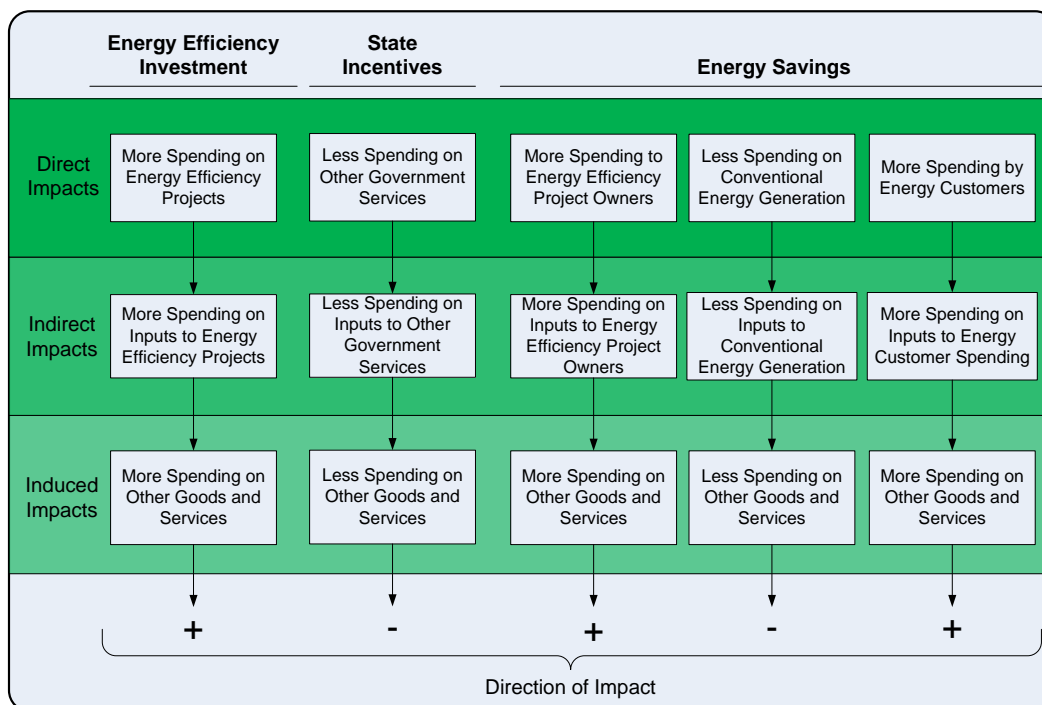 Energy Efficiency
Investment
State
Incentives
Energy Savings
Direct
Impacts
More Spending on
Energy Efficiency
Projects
Less Spending on
Other Government
Services
More Spending to
Energy Efficiency
Project Owners
Less Spending on
Conventional
Energy Generation
More Spending by
Energy Customers
Indirect
Impacts
More Spending on
Inputs to Energy
Efficiency Projects
Less Spending on
Inputs to Other
Government
Services
More Spending on
Inputs to Energy
Efficiency Project
Owners
Less Spending on
Inputs to
Conventional
Energy Generation
More Spending on
Inputs to Energy
Customer Spending
Induced
Impacts
More Spending on
Other Goods and
Services
Less Spending on
Other Goods and
Services
More Spending on
Other Goods and
Services
Less Spending on
Other Goods and
Services
More Spending on
Other Goods and
Services
+
-
+
-
+
Direction of Impact